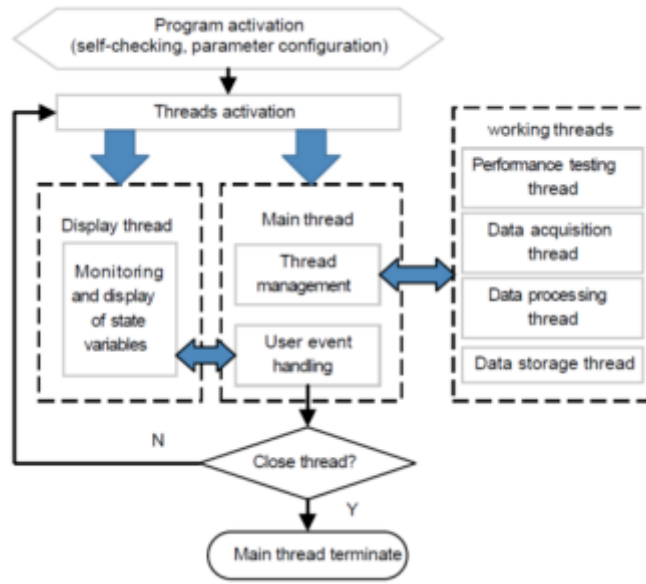 Program activation
(self-checking, parameter configuration)
Threads activation
working threads
Performance testing
thread
Data acquisition
thread
Data processing
thread
Data storage thread
Display thread
Monitoring
and display
of state
variables
Main thread
Thread
management
User event
handling
N
Close thread?
Y
Main thread terminate